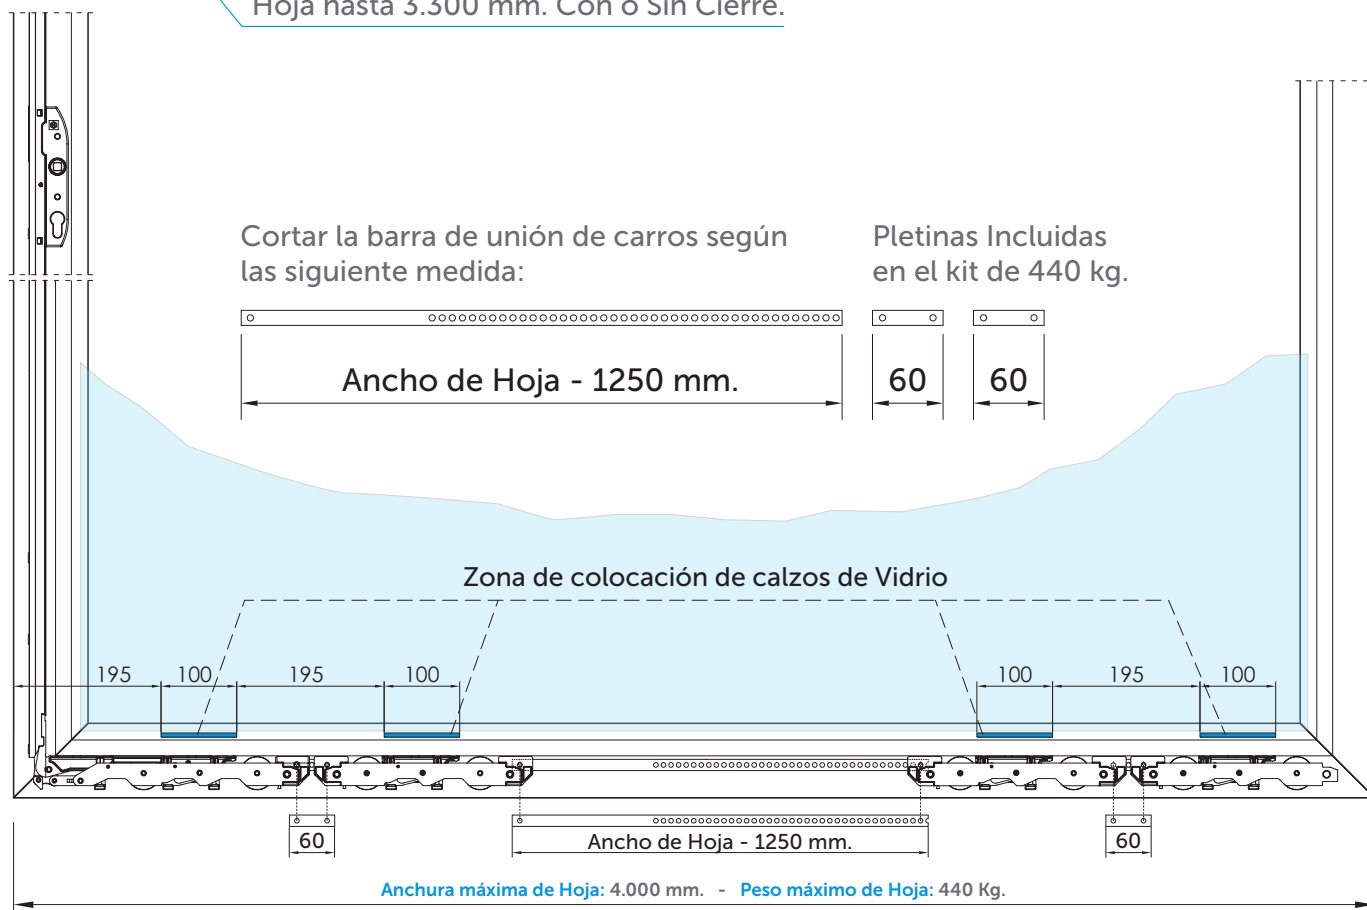 Hoja hasta 3.300 mm. Con o Sin Cierre.
Cortar la barra de unión de carros según
las siguiente medida:
Pletinas Incluidas
en el kit de 440 kg.
Ancho de Hoja - 1250 mm.
60
60
Zona de colocación de calzos de Vidrio
195
100
195
100
100
195
100
60
Ancho de Hoja - 1250 mm.
60
Anchura máxima de Hoja: 4.000 mm. - Peso máximo de Hoja: 440 Kg.